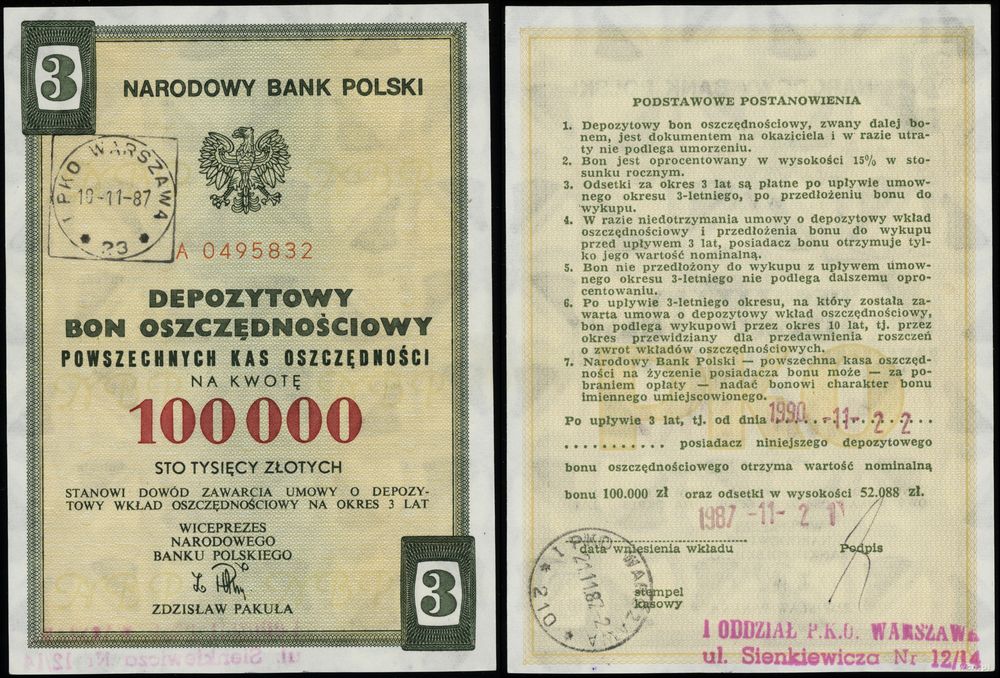 3
NARODOWY BANK POLSKI
I PKO WARSZAWA
-11-87
* 23 *
A 0495832
DEPOZYTOWY
BON OSZCZĘDNOŚCIOWY
POWSZECHNYCH KAS OSZCZĘDNOŚCI
NA KWOTĘ
100 000
STO TYSIĘCY ZŁOTYCH
STANOWI DOWÓD ZAWARCIA UMOWY O DEPOZY-
TOWY WKŁAD OSZCZĘDNOŚCIOWY NA OKRES 3 LAT
WICEPREZES
NARODOWEGO
BANKU POLSKIEGO
ZDZISŁAW PAKUŁA
3
PODSTAWOWE POSTANOWIENIA
1. Depozytowy bon oszczędnościowy, zwany dalej bo-
nem, jest dokumentem na okaziciela i w razie utra-
ty nie podlega umorzeniu.
2. Bon jest oprocentowany w wysokości 15% w sto-
sunku rocznym.
3. Odsetki za okres 3 lat są płatne po upływie umow-
nego okresu 3-letniego, po przedłożeniu bonu do
wykupu.
4. W razie niedotrzymania umowy o depozytowy wkład
oszczędnościowy i przedłożenia bonu do wykupu
przed upływem 3 lat, posiadacz bonu otrzymuje tyl-
ko jego wartość nominalną.
5. Bon nie przedłożony do wykupu z upływem umow-
nego okresu 3-letniego nie podlega dalszemu opro-
centowaniu.
6. Po upływie 3-letniego okresu, na który została za-
warta umowa o depozytowy wkład oszczędnościowy,
bon podlega wykupowi przez okres 10 lat, tj. przez
okres przewidziany dla przedawnienia roszczeń
o zwrot wkładów oszczędnościowych.
7. Narodowy Bank Polski — powszechna kasa oszczęd-
ności na życzenie posiadacza bonu może — za po-
braniem opłaty — nadać bonowi charakter bonu
imiennego umiejscowionego.
Po upływie 3 lat, tj. od dnia 1990 -11- 2 2
posiadacz niniejszego depozytowego
bonu oszczędnościowego otrzyma wartość nominalną
bonu 100.000 zł oraz odsetki w wysokości 52.088 zł.
1987 -11- 2
data wniesienia wkładu Podpis
I PKO WARSZAWA
012
stempel
kasowy
I ODDZIAŁ P.K.O. WARSZAWA
ul. Sienkiewicza Nr 12/14